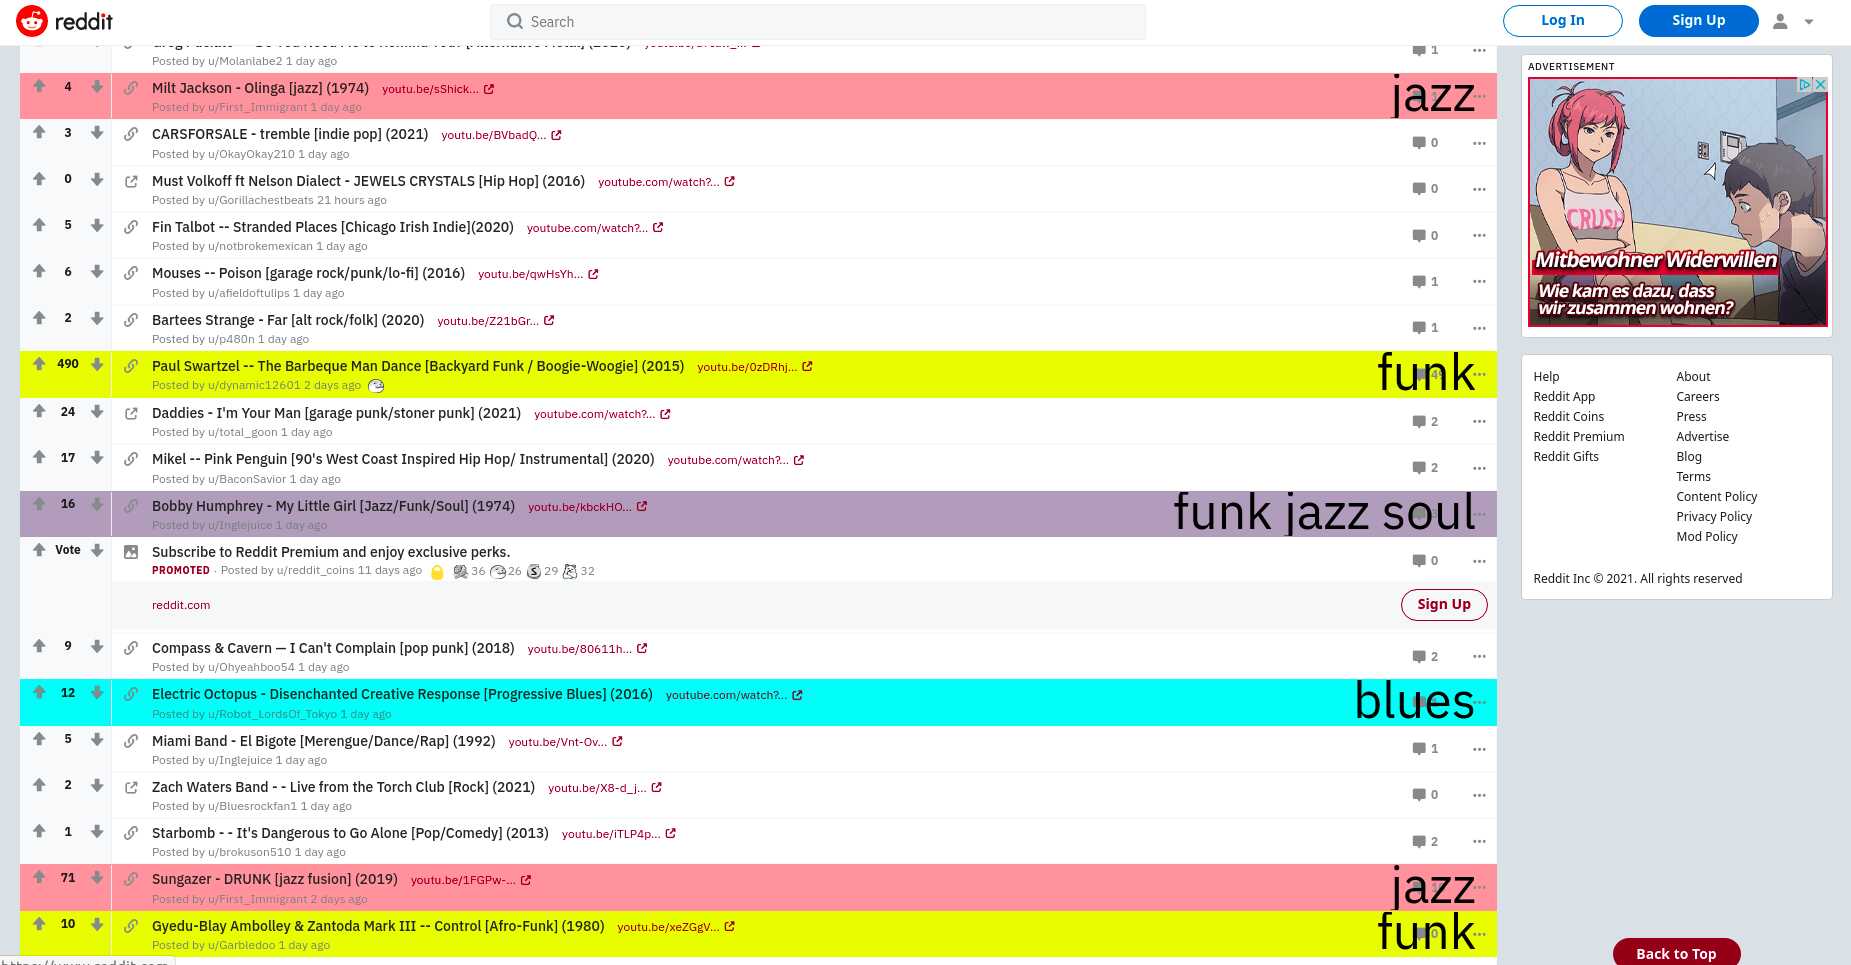 reddit
Search
Log In
Sign Up
Posted by u/Molanlabe2 1 day ago
1
4
Milt Jackson - Olinga [jazz] (1974) youtu.be/sShick...
Posted by u/First_Immigrant 1 day ago
jazz
3
CARSFORSALE - tremble [indie pop] (2021) youtu.be/BVbadQ...
Posted by u/OkayOkay210 1 day ago
0
0
Must Volkoff ft Nelson Dialect - JEWELS CRYSTALS [Hip Hop] (2016) youtube.com/watch?...
Posted by u/Gorillachestbeats 21 hours ago
0
5
Fin Talbot -- Stranded Places [Chicago Irish Indie](2020) youtube.com/watch?...
Posted by u/notbrokemexican 1 day ago
0
6
Mouses -- Poison [garage rock/punk/lo-fi] (2016) youtu.be/qwHsYh...
Posted by u/afieldoftulips 1 day ago
1
2
Bartees Strange - Far [alt rock/folk] (2020) youtu.be/Z21bGr...
Posted by u/p480n 1 day ago
1
490
Paul Swartzel -- The Barbeque Man Dance [Backyard Funk / Boogie-Woogie] (2015) youtu.be/0zDRhj...
Posted by u/dynamic12601 2 days ago
funk
24
Daddies - I'm Your Man [garage punk/stoner punk] (2021) youtube.com/watch?...
Posted by u/total_goon 1 day ago
2
17
Mikel -- Pink Penguin [90's West Coast Inspired Hip Hop/ Instrumental] (2020) youtube.com/watch?...
Posted by u/BaconSavior 1 day ago
2
16
Bobby Humphrey - My Little Girl [Jazz/Funk/Soul] (1974) youtu.be/kbckHO...
Posted by u/Inglejuice 1 day ago
funk jazz soul
Vote
Subscribe to Reddit Premium and enjoy exclusive perks.
PROMOTED · Posted by u/reddit_coins 11 days ago 36 26 29 32
0
reddit.com
Sign Up
9
Compass & Cavern — I Can't Complain [pop punk] (2018) youtu.be/80611h...
Posted by u/Ohyeahboo54 1 day ago
2
12
Electric Octopus - Disenchanted Creative Response [Progressive Blues] (2016) youtube.com/watch?...
Posted by u/Robot_LordsOf_Tokyo 1 day ago
blues
5
Miami Band - El Bigote [Merengue/Dance/Rap] (1992) youtu.be/Vnt-Ov...
Posted by u/Inglejuice 1 day ago
1
2
Zach Waters Band - - Live from the Torch Club [Rock] (2021) youtu.be/X8-d_j...
Posted by u/Bluesrockfan1 1 day ago
0
1
Starbomb - - It's Dangerous to Go Alone [Pop/Comedy] (2013) youtu.be/iTLP4p...
Posted by u/brokuson510 1 day ago
2
71
Sungazer - DRUNK [jazz fusion] (2019) youtu.be/1FGPw-...
Posted by u/First_Immigrant 2 days ago
jazz
10
Gyedu-Blay Ambolley & Zantoda Mark III -- Control [Afro-Funk] (1980) youtu.be/xeZGgV...
Posted by u/Garbledoo 1 day ago
funk
ADVERTISEMENT
CRUSH
Mitbewohner Widerwillen
Wie kam es dazu, dass
wir zusammen wohnen?
Help
Reddit App
Reddit Coins
Reddit Premium
Reddit Gifts
About
Careers
Press
Advertise
Blog
Terms
Content Policy
Privacy Policy
Mod Policy
Reddit Inc © 2021. All rights reserved
Back to Top